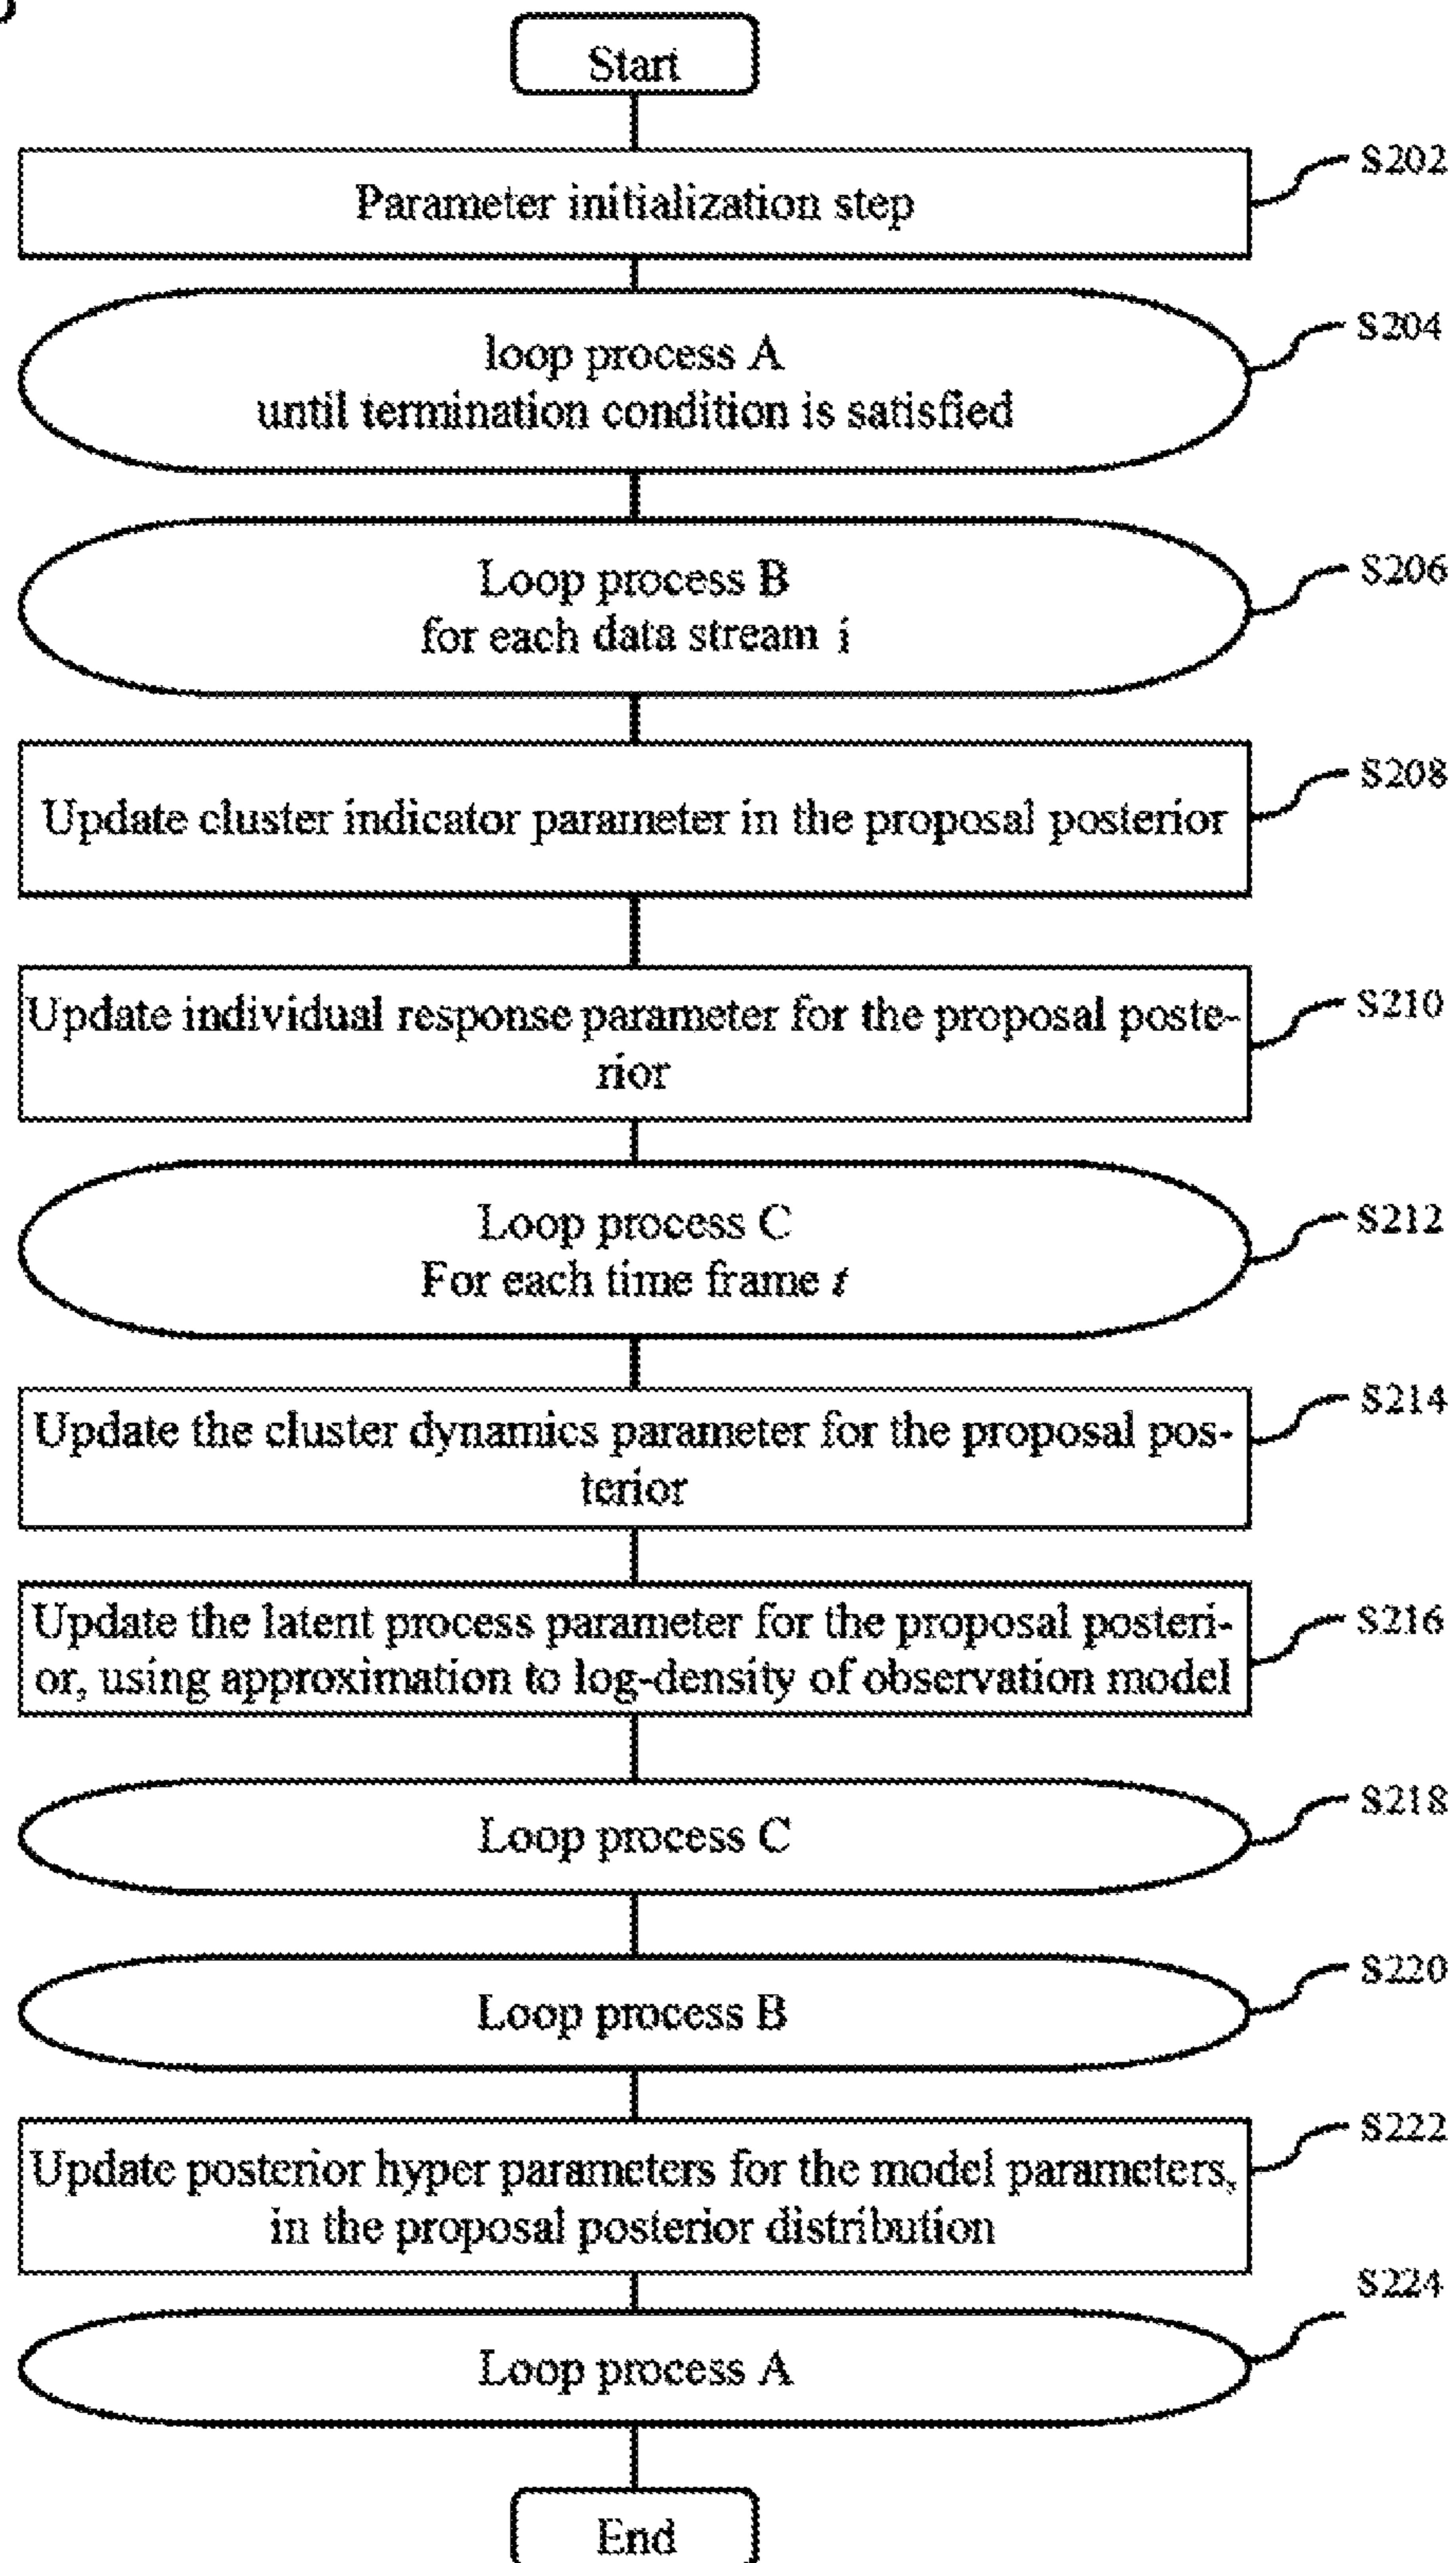 Start
S202
Parameter initialization step
S204
loop process A
until termination condition is satisfied
S206
Loop process B
for each data stream i
S208
Update cluster indicator parameter in the proposal posterior
S210
Update individual response parameter for the proposal poste-
rior
S212
Loop process C
For each time frame t
S214
Update the cluster dynamics parameter for the proposal pos-
terior
S216
Update the latent process parameter for the proposal posteri-
or, using approximation to log-density of observation model
S218
Loop process C
S220
Loop process B
S222
Update posterior hyper parameters for the model parameters,
in the proposal posterior distribution
S224
Loop process A
End